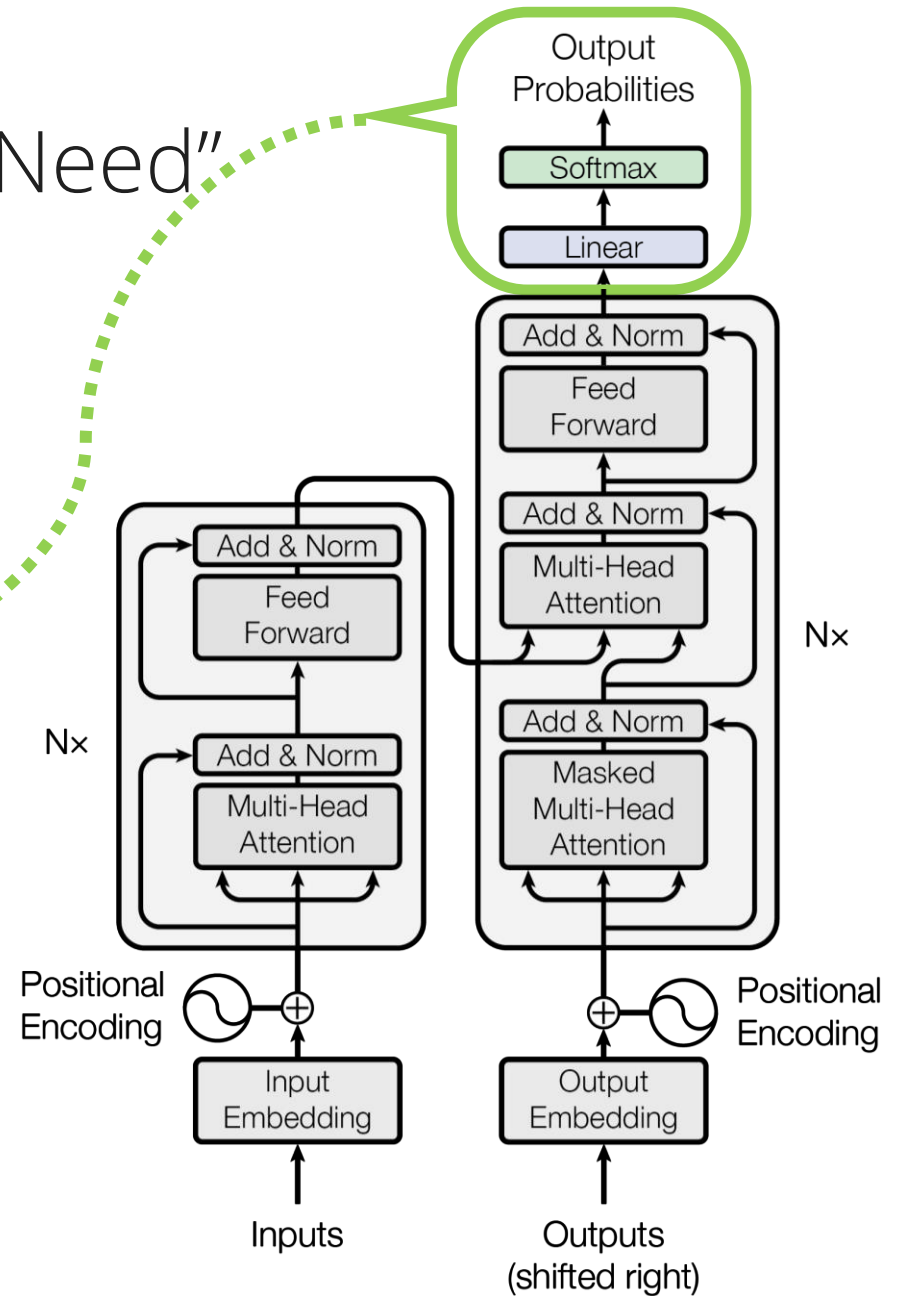 Need”
Output
Probabilities
Softmax
Linear
Add & Norm
Feed
Forward
Add & Norm
Multi-Head
Attention
Nx
Add & Norm
Masked
Multi-Head
Attention
Add & Norm
Feed
Forward
Nx
Add & Norm
Multi-Head
Attention
Positional
Encoding
Positional
Encoding
Input
Embedding
Output
Embedding
Inputs
Outputs
(shifted right)